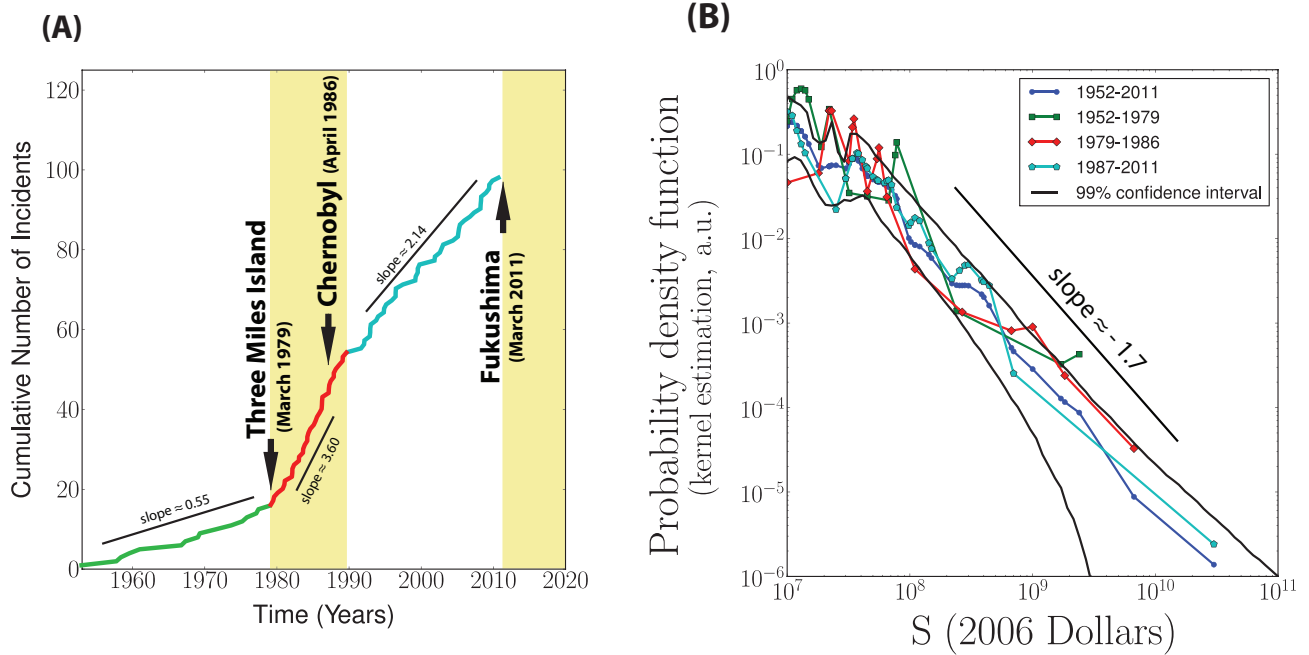 (A)
Cumulative Number of Incidents
120
100
80
60
40
20
0
1960
1970
1980
1990
2000
2010
2020
Time (Years)
slope ≈ 0.55
Three Miles Island
(March 1979)
slope ≈ 3.60
Chernobyl (April 1986)
slope ≈ 2.14
Fukushima
(March 2011)
(B)
Probability density function
(kernel estimation, a.u.)
10^0
10^-1
10^-2
10^-3
10^-4
10^-5
10^-6
10^7
10^8
10^9
10^10
10^11
S (2006 Dollars)
1952-2011
1952-1979
1979-1986
1987-2011
99% confidence interval
slope ≈ - 1.7